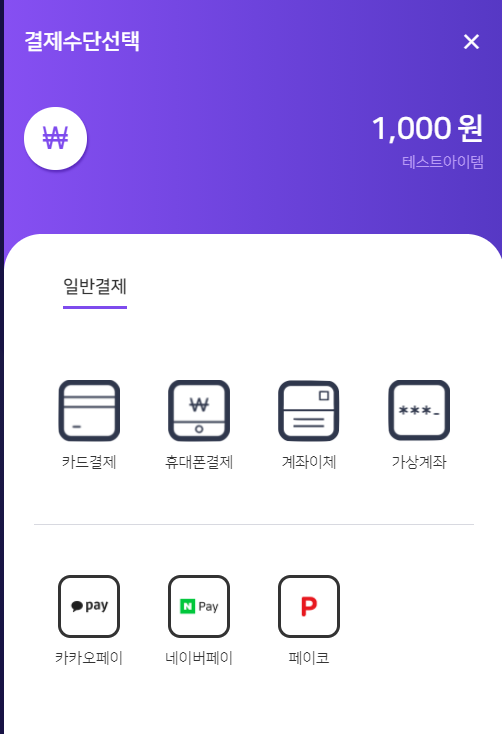 결제수단선택
₩
1,000 원
테스트아이템
일반결제
₩
***-
카드결제 휴대폰결제 계좌이체 가상계좌
pay
N Pay
P
카카오페이 네이버페이 페이코